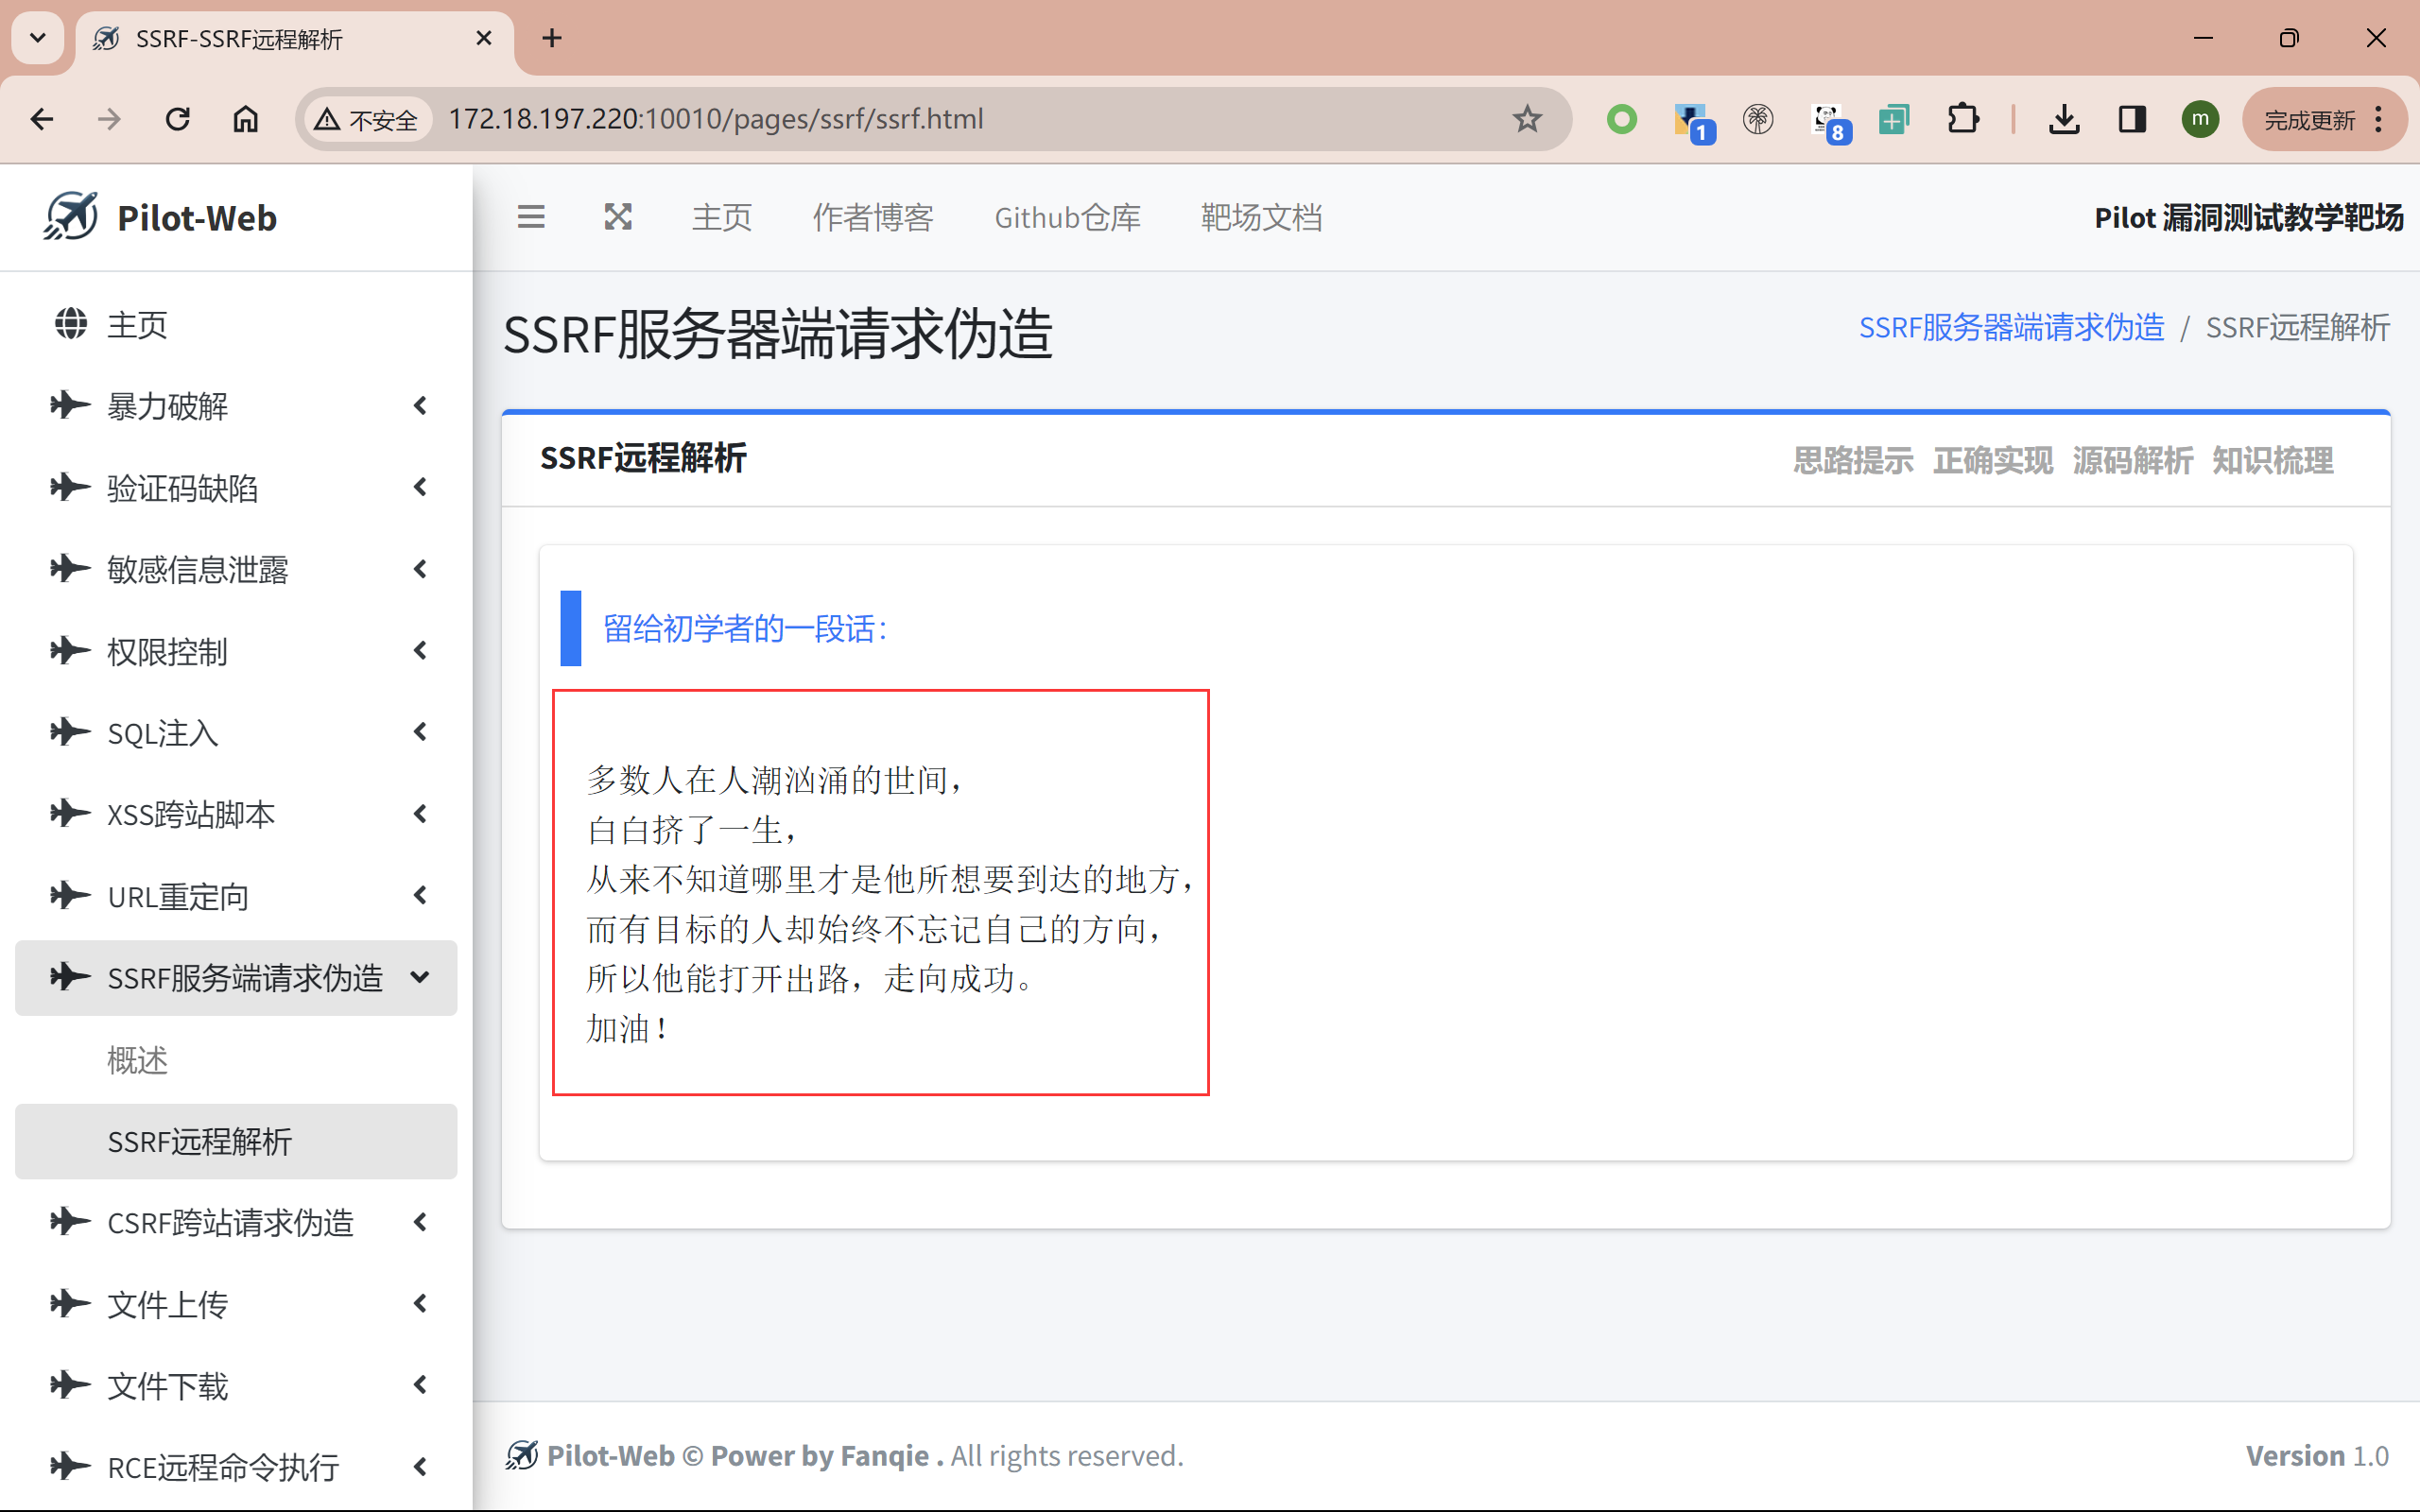 SSRF-SSRF远程解析
不安全
172.18.197.220:10010/pages/ssrf/ssrf.html
1
8
m
完成更新
Pilot-Web
主页
作者博客
Github仓库
靶场文档
Pilot 漏洞测试教学靶场
主页
暴力破解
验证码缺陷
敏感信息泄露
权限控制
SQL注入
XSS跨站脚本
URL重定向
SSRF服务端请求伪造
概述
SSRF远程解析
CSRF跨站请求伪造
文件上传
文件下载
RCE远程命令执行
SSRF服务器端请求伪造
SSRF服务器端请求伪造 / SSRF远程解析
SSRF远程解析
思路提示 正确实现 源码解析 知识梳理
留给初学者的一段话：
多数人在人潮汹涌的世间，
白白挤了一生，
从来不知道哪里才是他所想要到达的地方，
而有目标的人却始终不忘记自己的方向，
所以他能打开出路，走向成功。
加油！
Pilot-Web © Power by Fanqie . All rights reserved.
Version 1.0